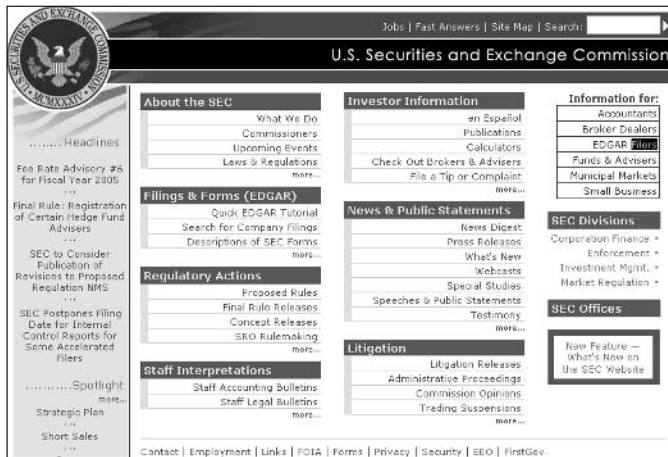 Jobs | Fast Answers | Site Map | Search:
U.S. SECURITIES AND EXCHANGE COMMISSION
MCMXXXIV
U.S. Securities and Exchange Commission
........Headlines
Fee Rate Advisory #6
for Fiscal Year 2005
...
Final Rule: Registration
of Certain Hedge Fund
Advisers
...
SEC to Consider
Publication of
Revisions to Proposed
Regulation NMS
...
SEC Postpones Filing
Date for Internal
Control Reports for
Some Accelerated
Filers
..........Spotlight
more...
Strategic Plan
...
Short Sales
About the SEC
What We Do
Commissioners
Upcoming Events
Laws & Regulations
more...
Filings & Forms (EDGAR)
Quick EDGAR Tutorial
Search for Company Filings
Descriptions of SEC Forms
more...
Regulatory Actions
Proposed Rules
Final Rule Releases
Concept Releases
SRO Rulemaking
more...
Staff Interpretations
Staff Accounting Bulletins
Staff Legal Bulletins
more...
Investor Information
en Español
Publications
Calculators
Check Out Brokers & Advisers
File a Tip or Complaint
more...
News & Public Statements
News Digest
Press Releases
What's New
Webcasts
Special Studies
Speeches & Public Statements
Testimony
more...
Litigation
Litigation Releases
Administrative Proceedings
Commission Opinions
Trading Suspensions
more...
Information for:
Accountants
Broker Dealers
EDGAR Filers
Funds & Advisers
Municipal Markets
Small Business
SEC Divisions
Corporation Finance •
Enforcement •
Investment Mgmt. •
Market Regulation •
SEC Offices
New Feature —
What's New on
the SEC Website
Contact | Employment | Links | FOIA | Forms | Privacy | Security | EEO | FirstGov